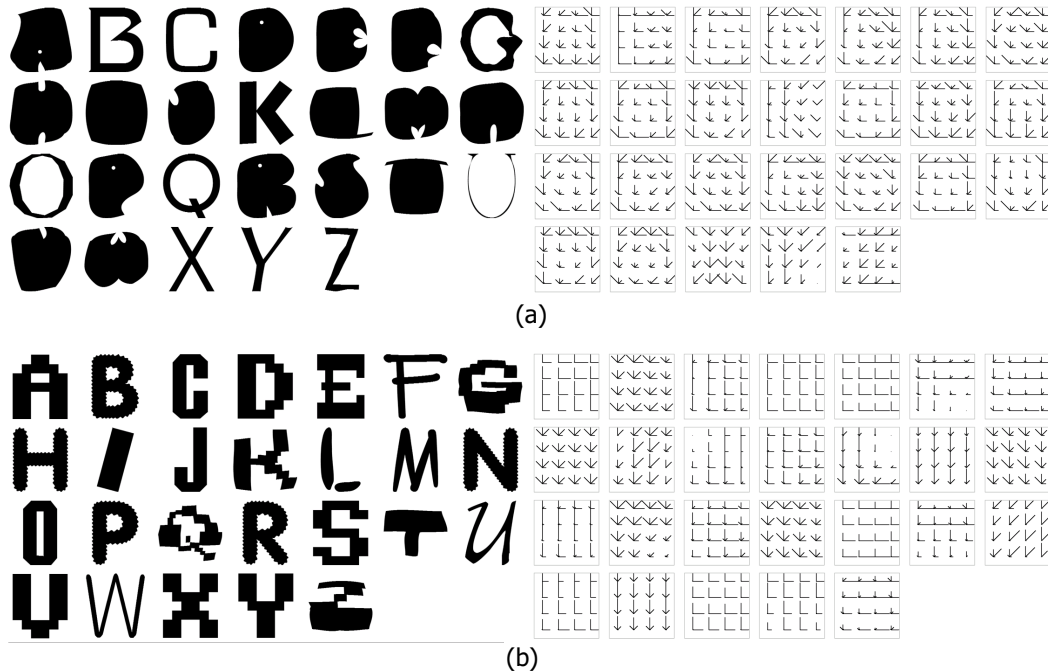 A B C D E F G
H I J K L M N
O P Q R S T U
V W X Y Z
(a)
A B C D E F G
H I J K L M N
O P Q R S T U
V W X Y Z
(b)